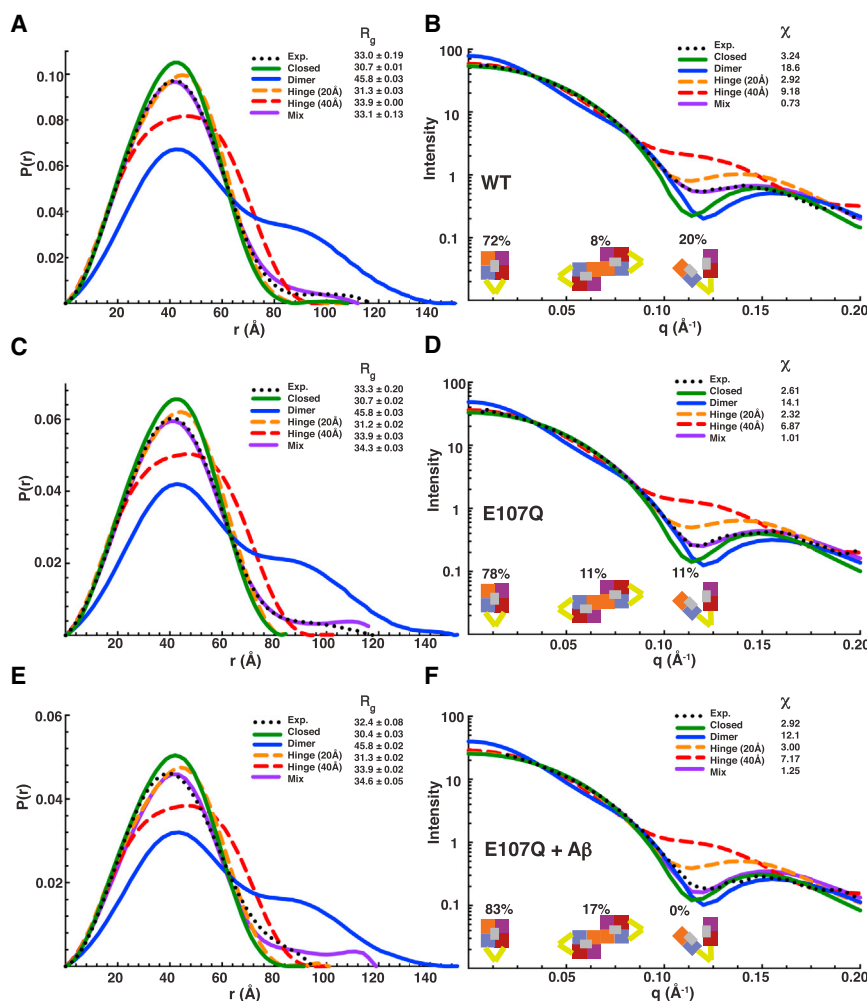 A
R_g
Exp. 33.0 ± 0.19
Closed 30.7 ± 0.01
Dimer 45.8 ± 0.03
Hinge (20Å) 31.3 ± 0.03
Hinge (40Å) 33.9 ± 0.00
Mix 33.1 ± 0.13
0.10
0.08
0.06
0.04
0.02
P(r)
20 40 60 80 100 120 140
r (Å)
B
χ
Exp.
Closed 3.24
Dimer 18.6
Hinge (20Å) 2.92
Hinge (40Å) 9.18
Mix 0.73
100
10
1
0.1
Intensity
WT
72% 8% 20%
0.05 0.10 0.15 0.20
q (Å⁻¹)
C
R_g
Exp. 33.3 ± 0.20
Closed 30.7 ± 0.02
Dimer 45.8 ± 0.03
Hinge (20Å) 31.2 ± 0.02
Hinge (40Å) 33.9 ± 0.03
Mix 34.3 ± 0.03
0.06
0.04
0.02
P(r)
20 40 60 80 100 120 140
r (Å)
D
χ
Exp.
Closed 2.61
Dimer 14.1
Hinge (20Å) 2.32
Hinge (40Å) 6.87
Mix 1.01
100
10
1
0.1
Intensity
E107Q
78% 11% 11%
0.05 0.10 0.15 0.20
q (Å⁻¹)
E
R_g
Exp. 32.4 ± 0.08
Closed 30.4 ± 0.03
Dimer 45.8 ± 0.02
Hinge (20Å) 31.3 ± 0.02
Hinge (40Å) 33.9 ± 0.02
Mix 34.6 ± 0.05
0.06
0.04
0.02
P(r)
20 40 60 80 100 120 140
r (Å)
F
χ
Exp.
Closed 2.92
Dimer 12.1
Hinge (20Å) 3.00
Hinge (40Å) 7.17
Mix 1.25
100
10
1
0.1
Intensity
E107Q + Aβ
83% 17% 0%
0.05 0.10 0.15 0.20
q (Å⁻¹)